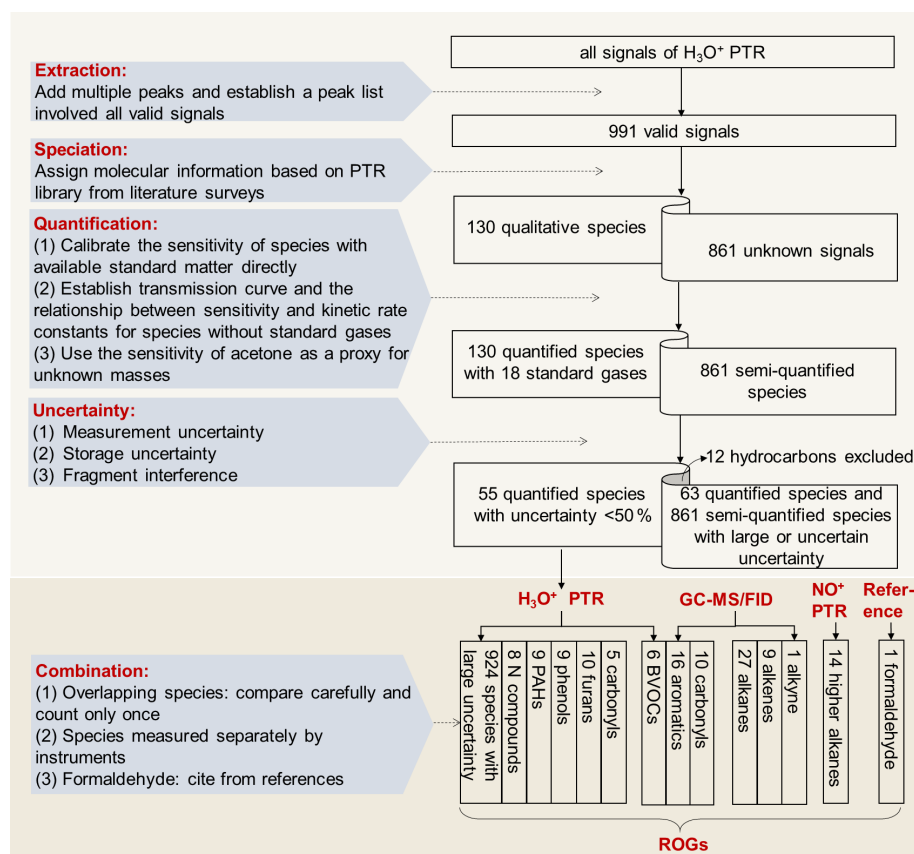 all signals of H₃O⁺ PTR
Extraction:
Add multiple peaks and establish a peak list
involved all valid signals
991 valid signals
Speciation:
Assign molecular information based on PTR
library from literature surveys
130 qualitative species
861 unknown signals
Quantification:
(1) Calibrate the sensitivity of species with
available standard matter directly
(2) Establish transmission curve and the
relationship between sensitivity and kinetic rate
constants for species without standard gases
(3) Use the sensitivity of acetone as a proxy for
unknown masses
130 quantified species
with 18 standard gases
861 semi-quantified
species
Uncertainty:
(1) Measurement uncertainty
(2) Storage uncertainty
(3) Fragment interference
12 hydrocarbons excluded
55 quantified species
with uncertainty <50 %
63 quantified species and
861 semi-quantified species
with large or uncertain
uncertainty
H₃O⁺ PTR
GC-MS/FID
NO⁺
PTR
Refer-
ence
Combination:
(1) Overlapping species: compare carefully and
count only once
(2) Species measured separately by
instruments
(3) Formaldehyde: cite from references
924 species with
large uncertainty
8 N compounds
9 PAHs
9 phenols
10 furans
5 carbonyls
6 BVOCs
16 aromatics
10 carbonyls
27 alkanes
9 alkenes
1 alkyne
14 higher alkanes
1 formaldehyde
ROGs